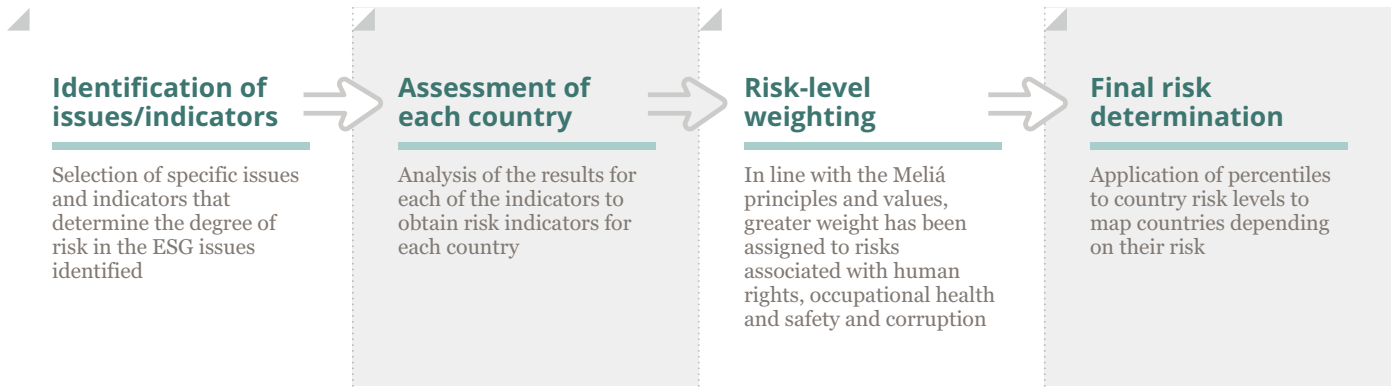 Identification of
issues/indicators
Selection of specific issues
and indicators that
determine the degree of
risk in the ESG issues
identified
Assessment of
each country
Analysis of the results for
each of the indicators to
obtain risk indicators for
each country
Risk-level
weighting
In line with the Meliá
principles and values,
greater weight has been
assigned to risks
associated with human
rights, occupational health
and safety and corruption
Final risk
determination
Application of percentiles
to country risk levels to
map countries depending
on their risk